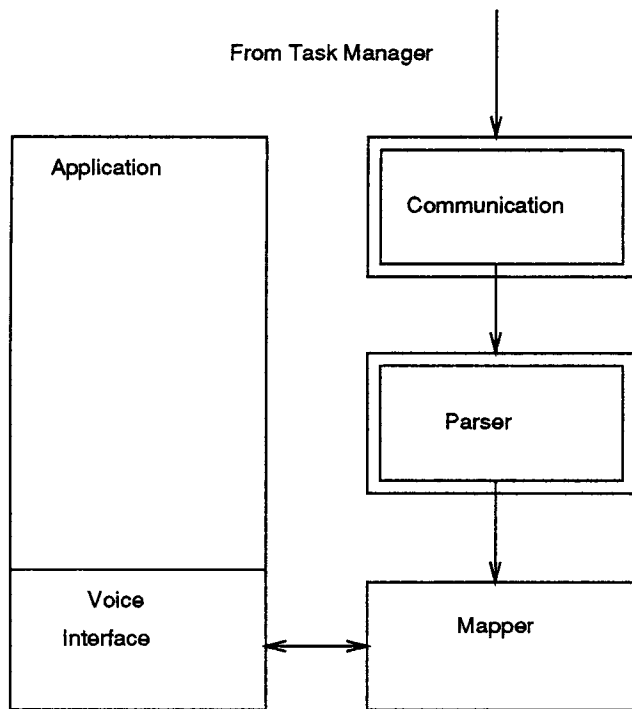 From Task Manager
Application
Communication
Parser
Voice
Interface
Mapper